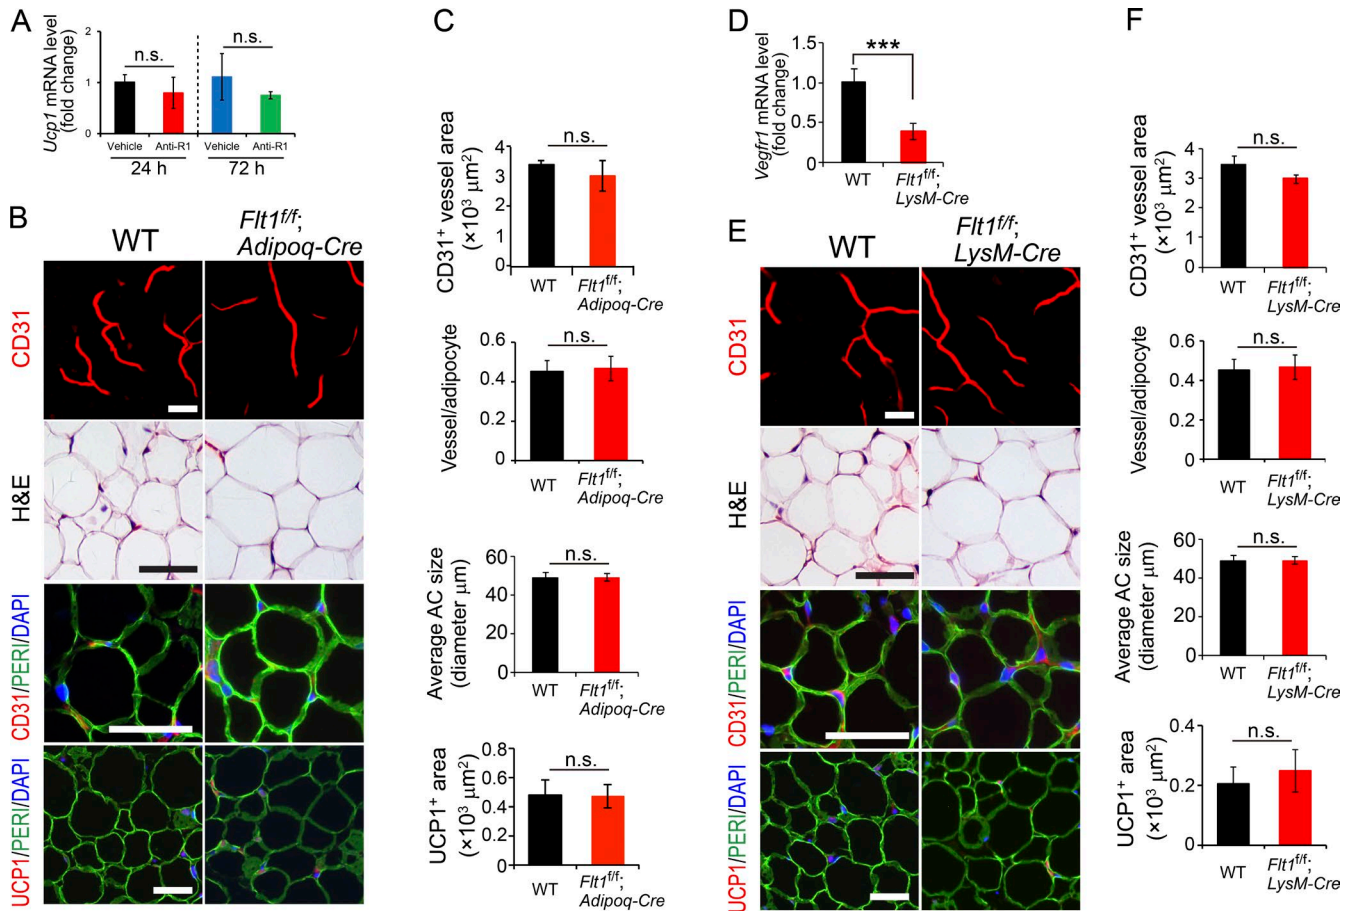 A
Ucp1 mRNA level
(fold change)
2
1
0
n.s.
n.s.
Vehicle
Anti-R1
Vehicle
Anti-R1
24 h
72 h
B
WT
Flt1f/f;
Adipoq-Cre
CD31
H&E
CD31/PERI/DAPI
UCP1/PERI/DAPI
C
CD31+ vessel area
(×10³ μm²)
4
3
2
0
n.s.
WT
Flt1f/f;
Adipoq-Cre
Vessel/adipocyte
0.6
0.4
0.2
0
n.s.
WT
Flt1f/f;
Adipoq-Cre
Average AC size
(diameter μm)
60
40
20
0
n.s.
WT
Flt1f/f;
Adipoq-Cre
UCP1+ area
(×10³ μm²)
0.8
0.6
0.4
0.2
0
n.s.
WT
Flt1f/f;
Adipoq-Cre
D
Vegfr1 mRNA level
(fold change)
1.5
1.0
0.5
0
***
WT
Flt1f/f;
LysM-Cre
E
WT
Flt1f/f;
LysM-Cre
CD31
H&E
CD31/PERI/DAPI
UCP1/PERI/DAPI
F
CD31+ vessel area
(×10³ μm²)
4
3
2
0
n.s.
WT
Flt1f/f;
LysM-Cre
Vessel/adipocyte
0.6
0.4
0.2
0
n.s.
WT
Flt1f/f;
LysM-Cre
Average AC size
(diameter μm)
60
40
20
0
n.s.
WT
Flt1f/f;
LysM-Cre
UCP1+ area
(×10³ μm²)
0.4
0.2
0
n.s.
WT
Flt1f/f;
LysM-Cre